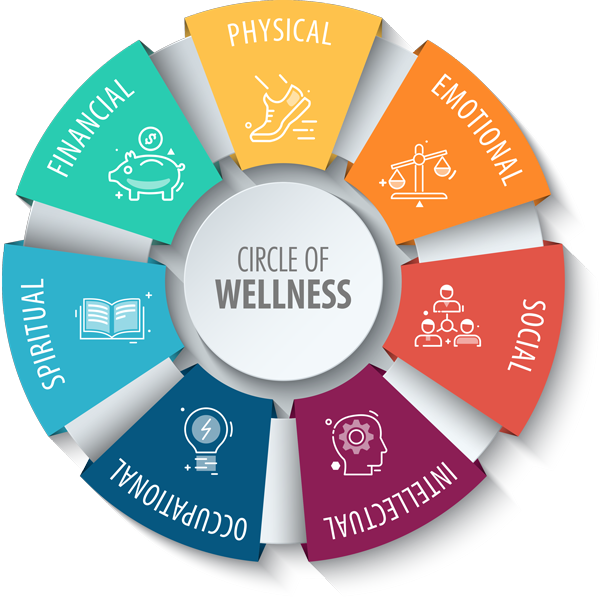 CIRCLE OF
WELLNESS
PHYSICAL
EMOTIONAL
SOCIAL
INTELLECTUAL
OCCUPATIONAL
SPIRITUAL
FINANCIAL
$